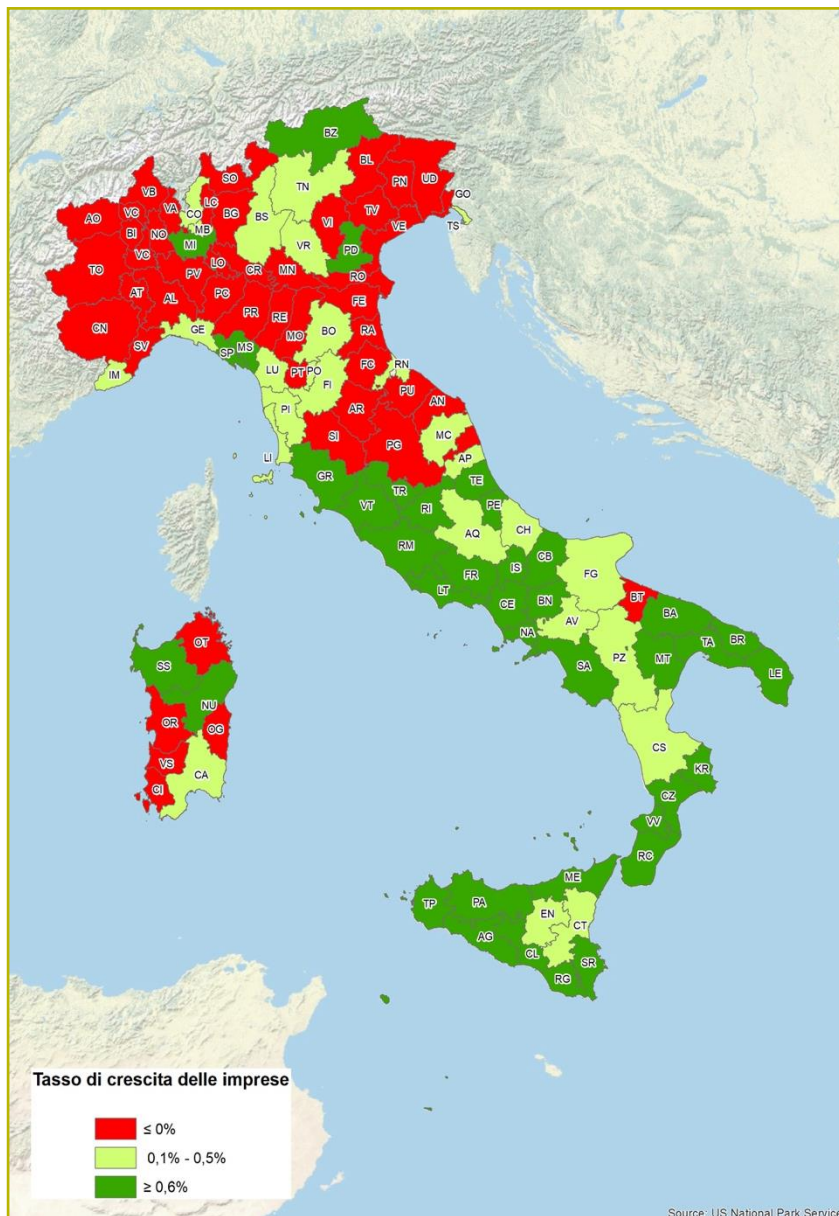 BZ
BL
SO
TN
PN
UD
VB
LC
GO
VA
CO
BG
VC
TV
AO
BS
VI
VE
BI
NO
MB
TS
MI
VR
PD
VC
LO
TO
PV
CR
MN
RO
AT
AL
PC
FE
PR
RE
CN
GE
MO
BO
RA
SV
MS
SP
FC
RN
IM
LU
PT
PO
FI
PU
PI
AN
AR
MC
SI
PG
LI
AP
GR
TE
TR
VT
RI
PE
AQ
CH
RM
CB
IS
FR
FG
LT
CE
BN
BT
BA
AV
NA
TA
BR
OT
PZ
MT
SS
SA
LE
NU
OR
OG
CS
VS
CA
KR
CI
CZ
VV
RC
ME
TP
PA
EN
CT
AG
CL
SR
RG
Tasso di crescita delle imprese
≤ 0%
0,1% - 0,5%
≥ 0,6%
Source: US National Park Service